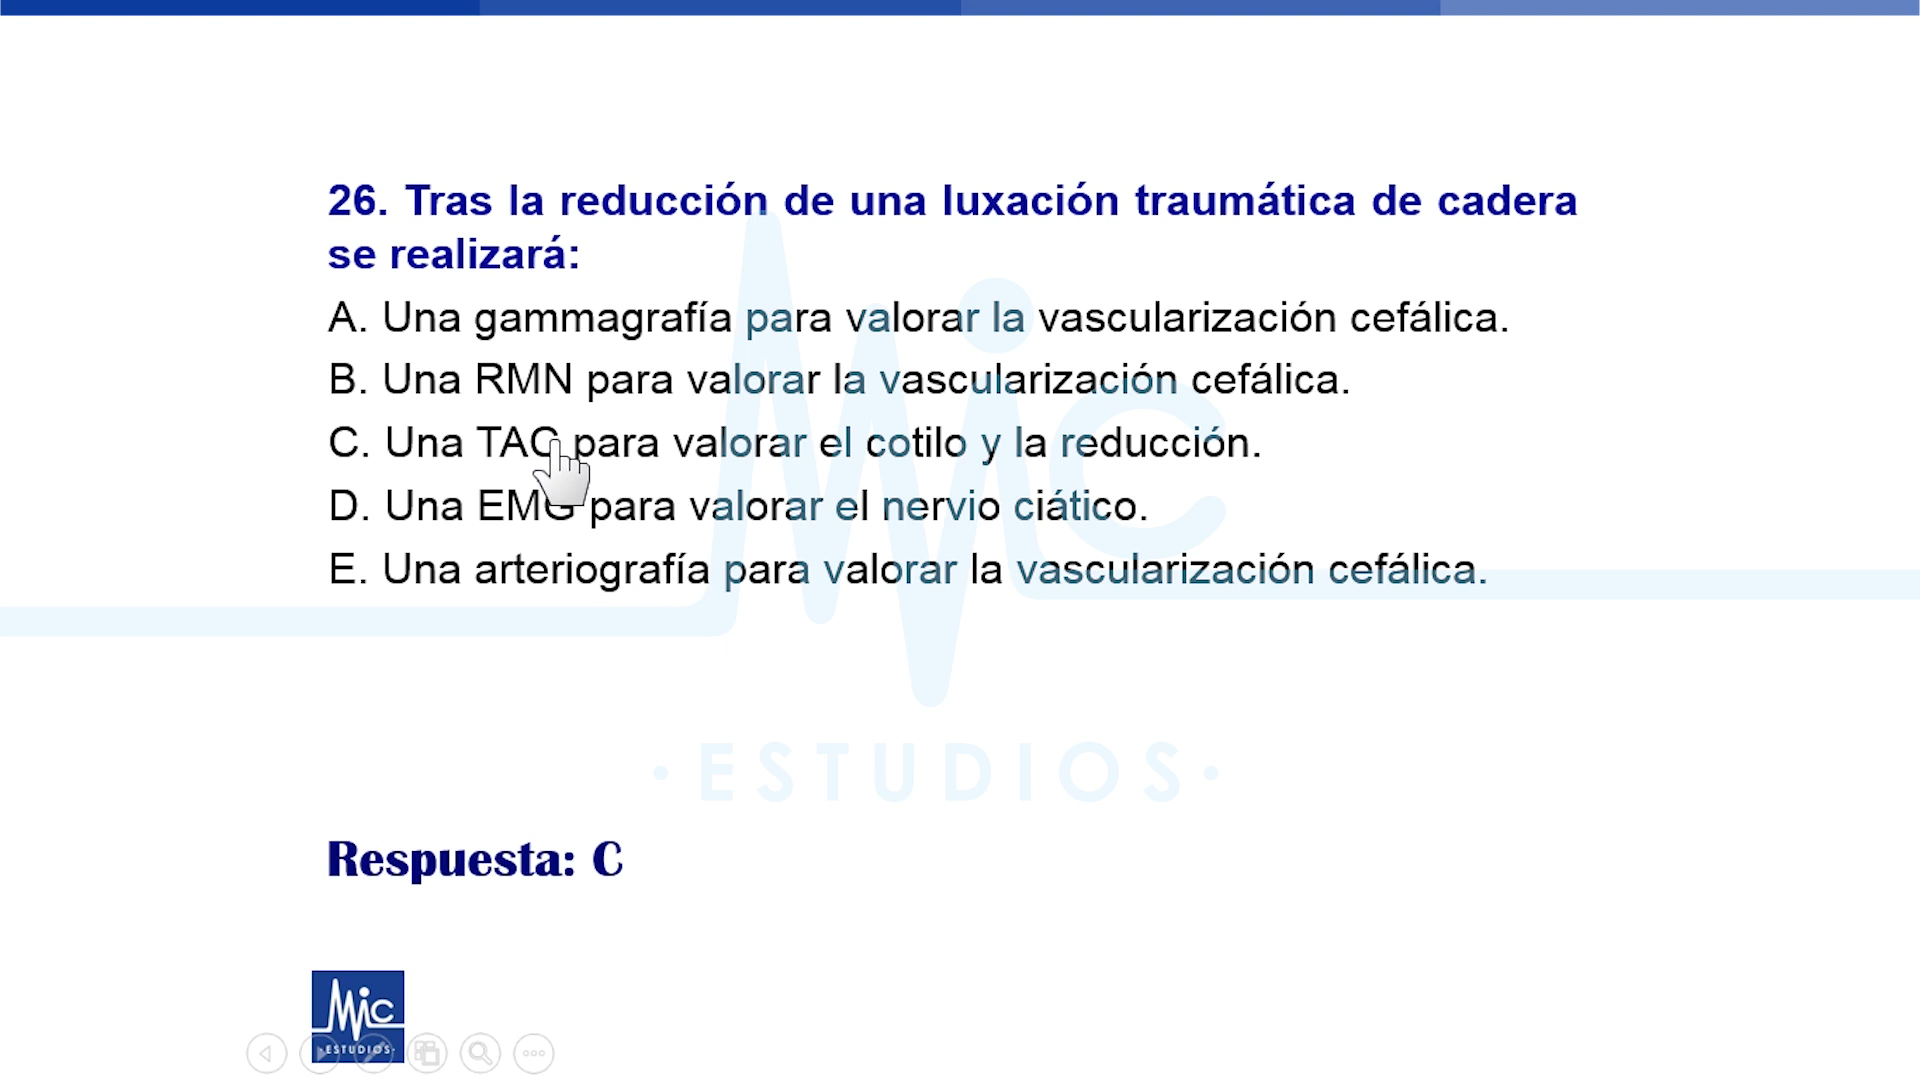 26. Tras la reducción de una luxación traumática de cadera
se realizará:
A. Una gammagrafía para valorar la vascularización cefálica.
B. Una RMN para valorar la vascularización cefálica.
C. Una TAC para valorar el cotilo y la reducción.
D. Una EMG para valorar el nervio ciático.
E. Una arteriografía para valorar la vascularización cefálica.
Mic
·ESTUDIOS·
Respuesta: C
Mic
·ESTUDIOS·